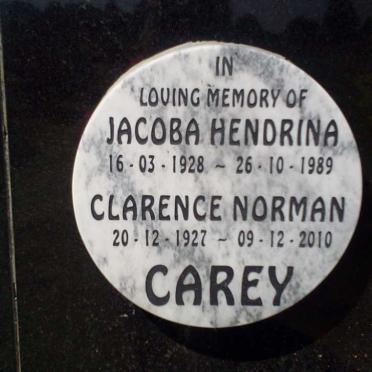 IN
LOVING MEMORY OF
JACOBA HENDRINA
16-03-1928 ~ 26-10-1989
CLARENCE NORMAN
20-12-1927 ~ 09-12-2010
CAREY